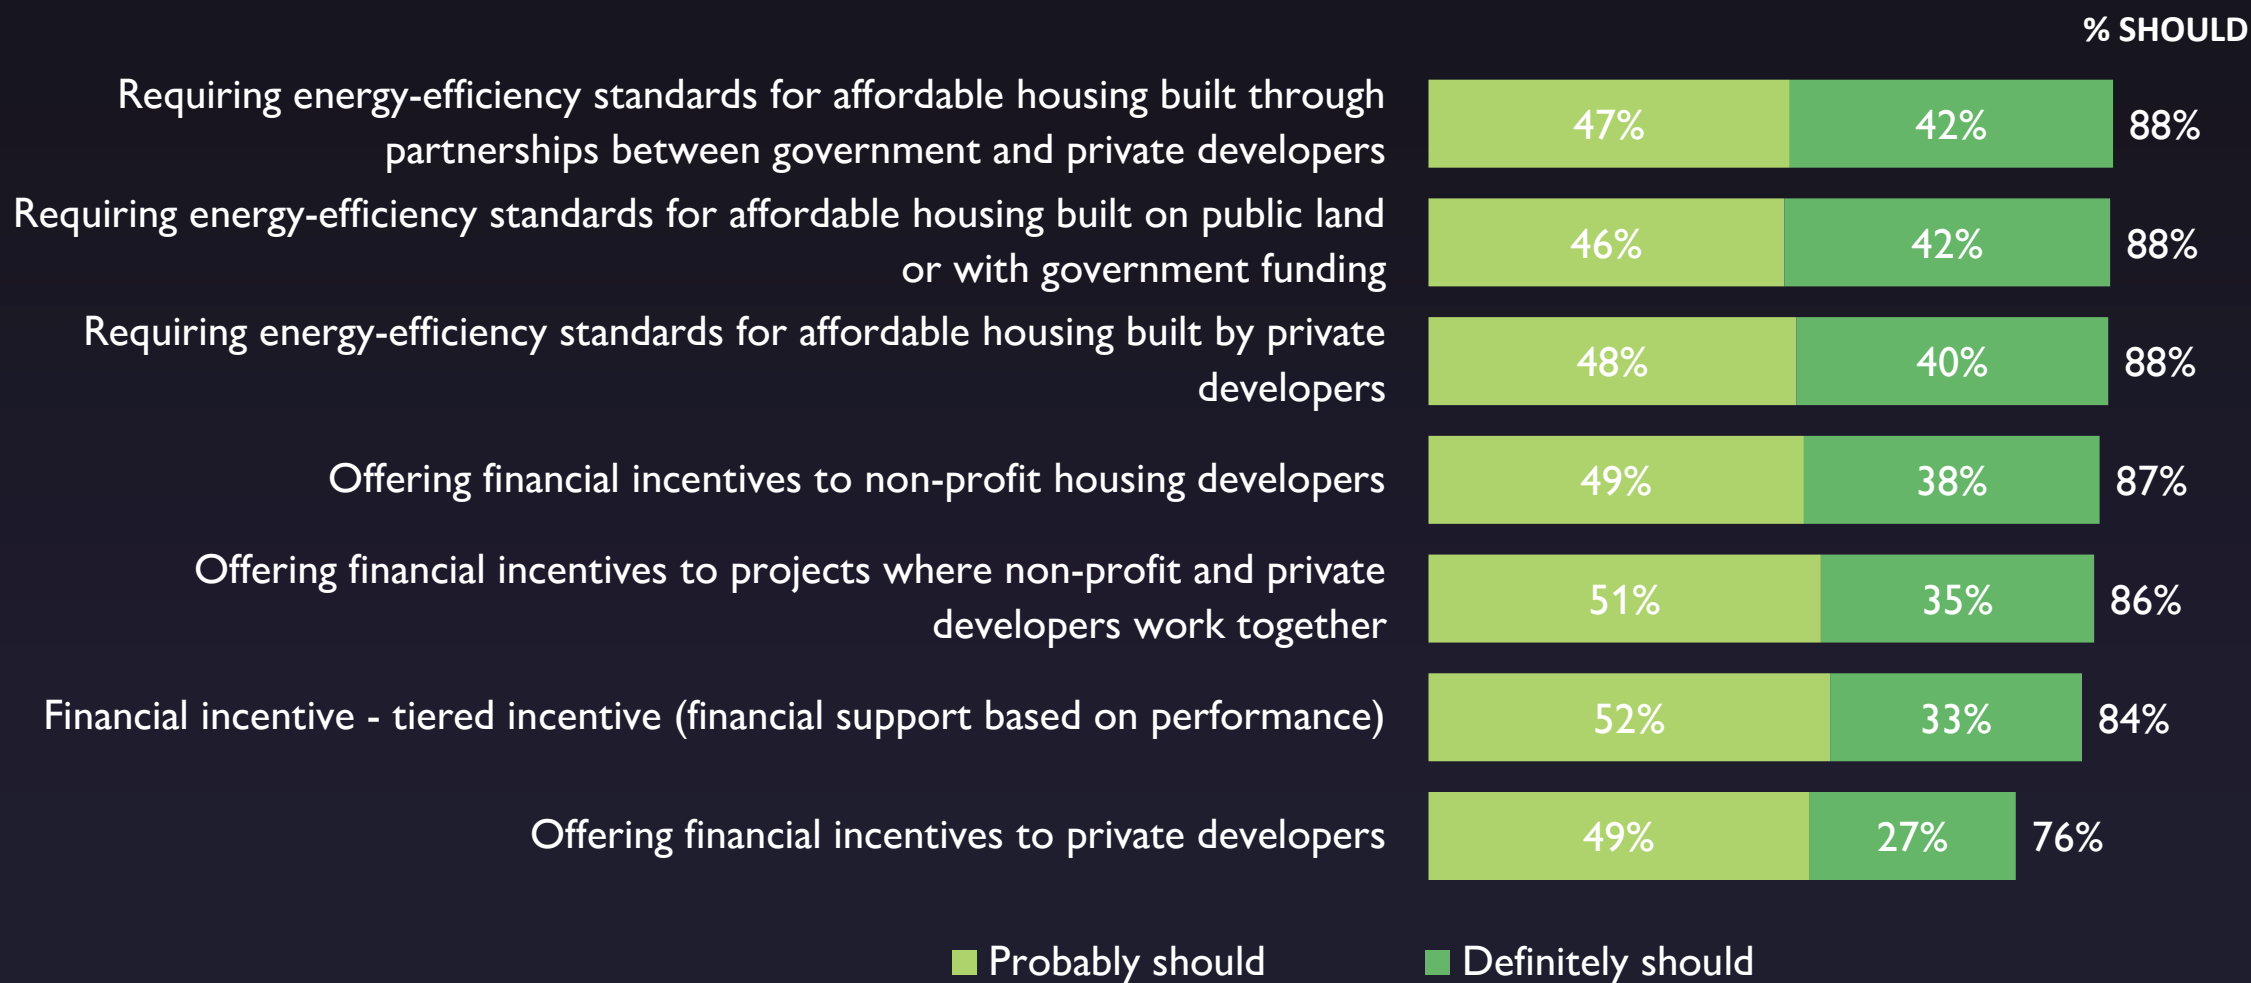 % SHOULD
Requiring energy-efficiency standards for affordable housing built through
partnerships between government and private developers
47% 42% 88%
Requiring energy-efficiency standards for affordable housing built on public land
or with government funding
46% 42% 88%
Requiring energy-efficiency standards for affordable housing built by private
developers
48% 40% 88%
Offering financial incentives to non-profit housing developers
49% 38% 87%
Offering financial incentives to projects where non-profit and private
developers work together
51% 35% 86%
Financial incentive - tiered incentive (financial support based on performance)
52% 33% 84%
Offering financial incentives to private developers
49% 27% 76%
Probably should Definitely should